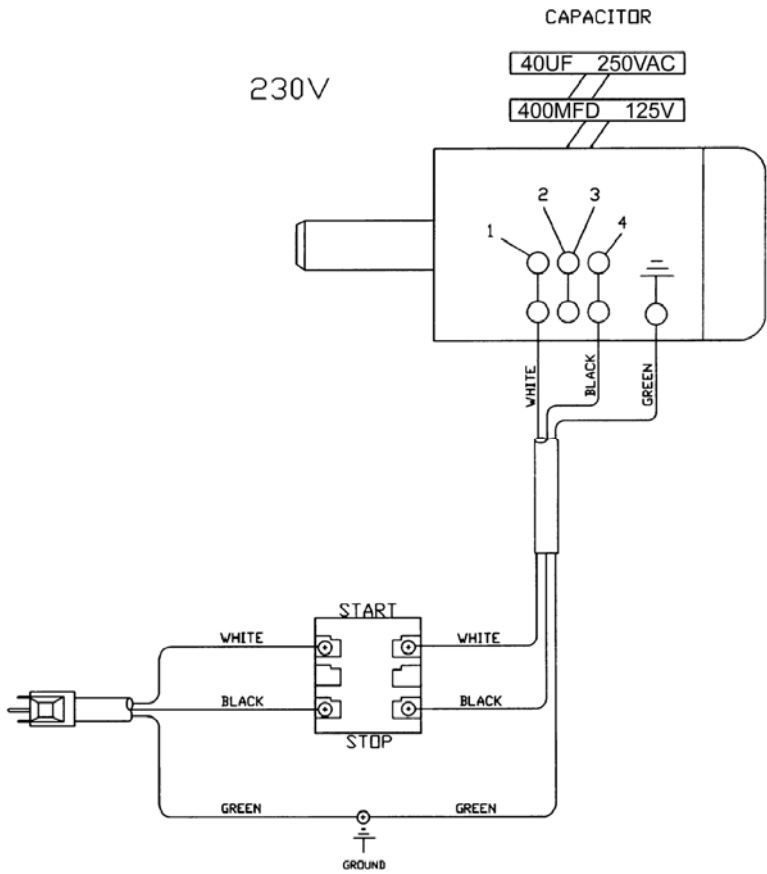 CAPACITOR
40UF 250VAC
230V
400MFD 125V
2 3
1 4
WHITE BLACK GREEN
START
WHITE WHITE
BLACK BLACK
STOP
GREEN GREEN
GROUND